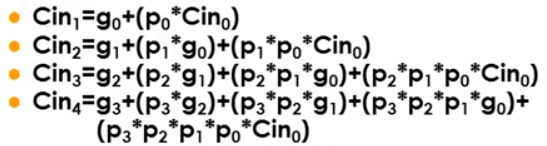 • Cin₁=g₀+(p₀*Cin₀)
• Cin₂=g₁+(p₁*g₀)+(p₁*p₀*Cin₀)
• Cin₃=g₂+(p₂*g₁)+(p₂*p₁*g₀)+(p₂*p₁*p₀*Cin₀)
• Cin₄=g₃+(p₃*g₂)+(p₃*p₂*g₁)+(p₃*p₂*p₁*g₀)+
(p₃*p₂*p₁*p₀*Cin₀)